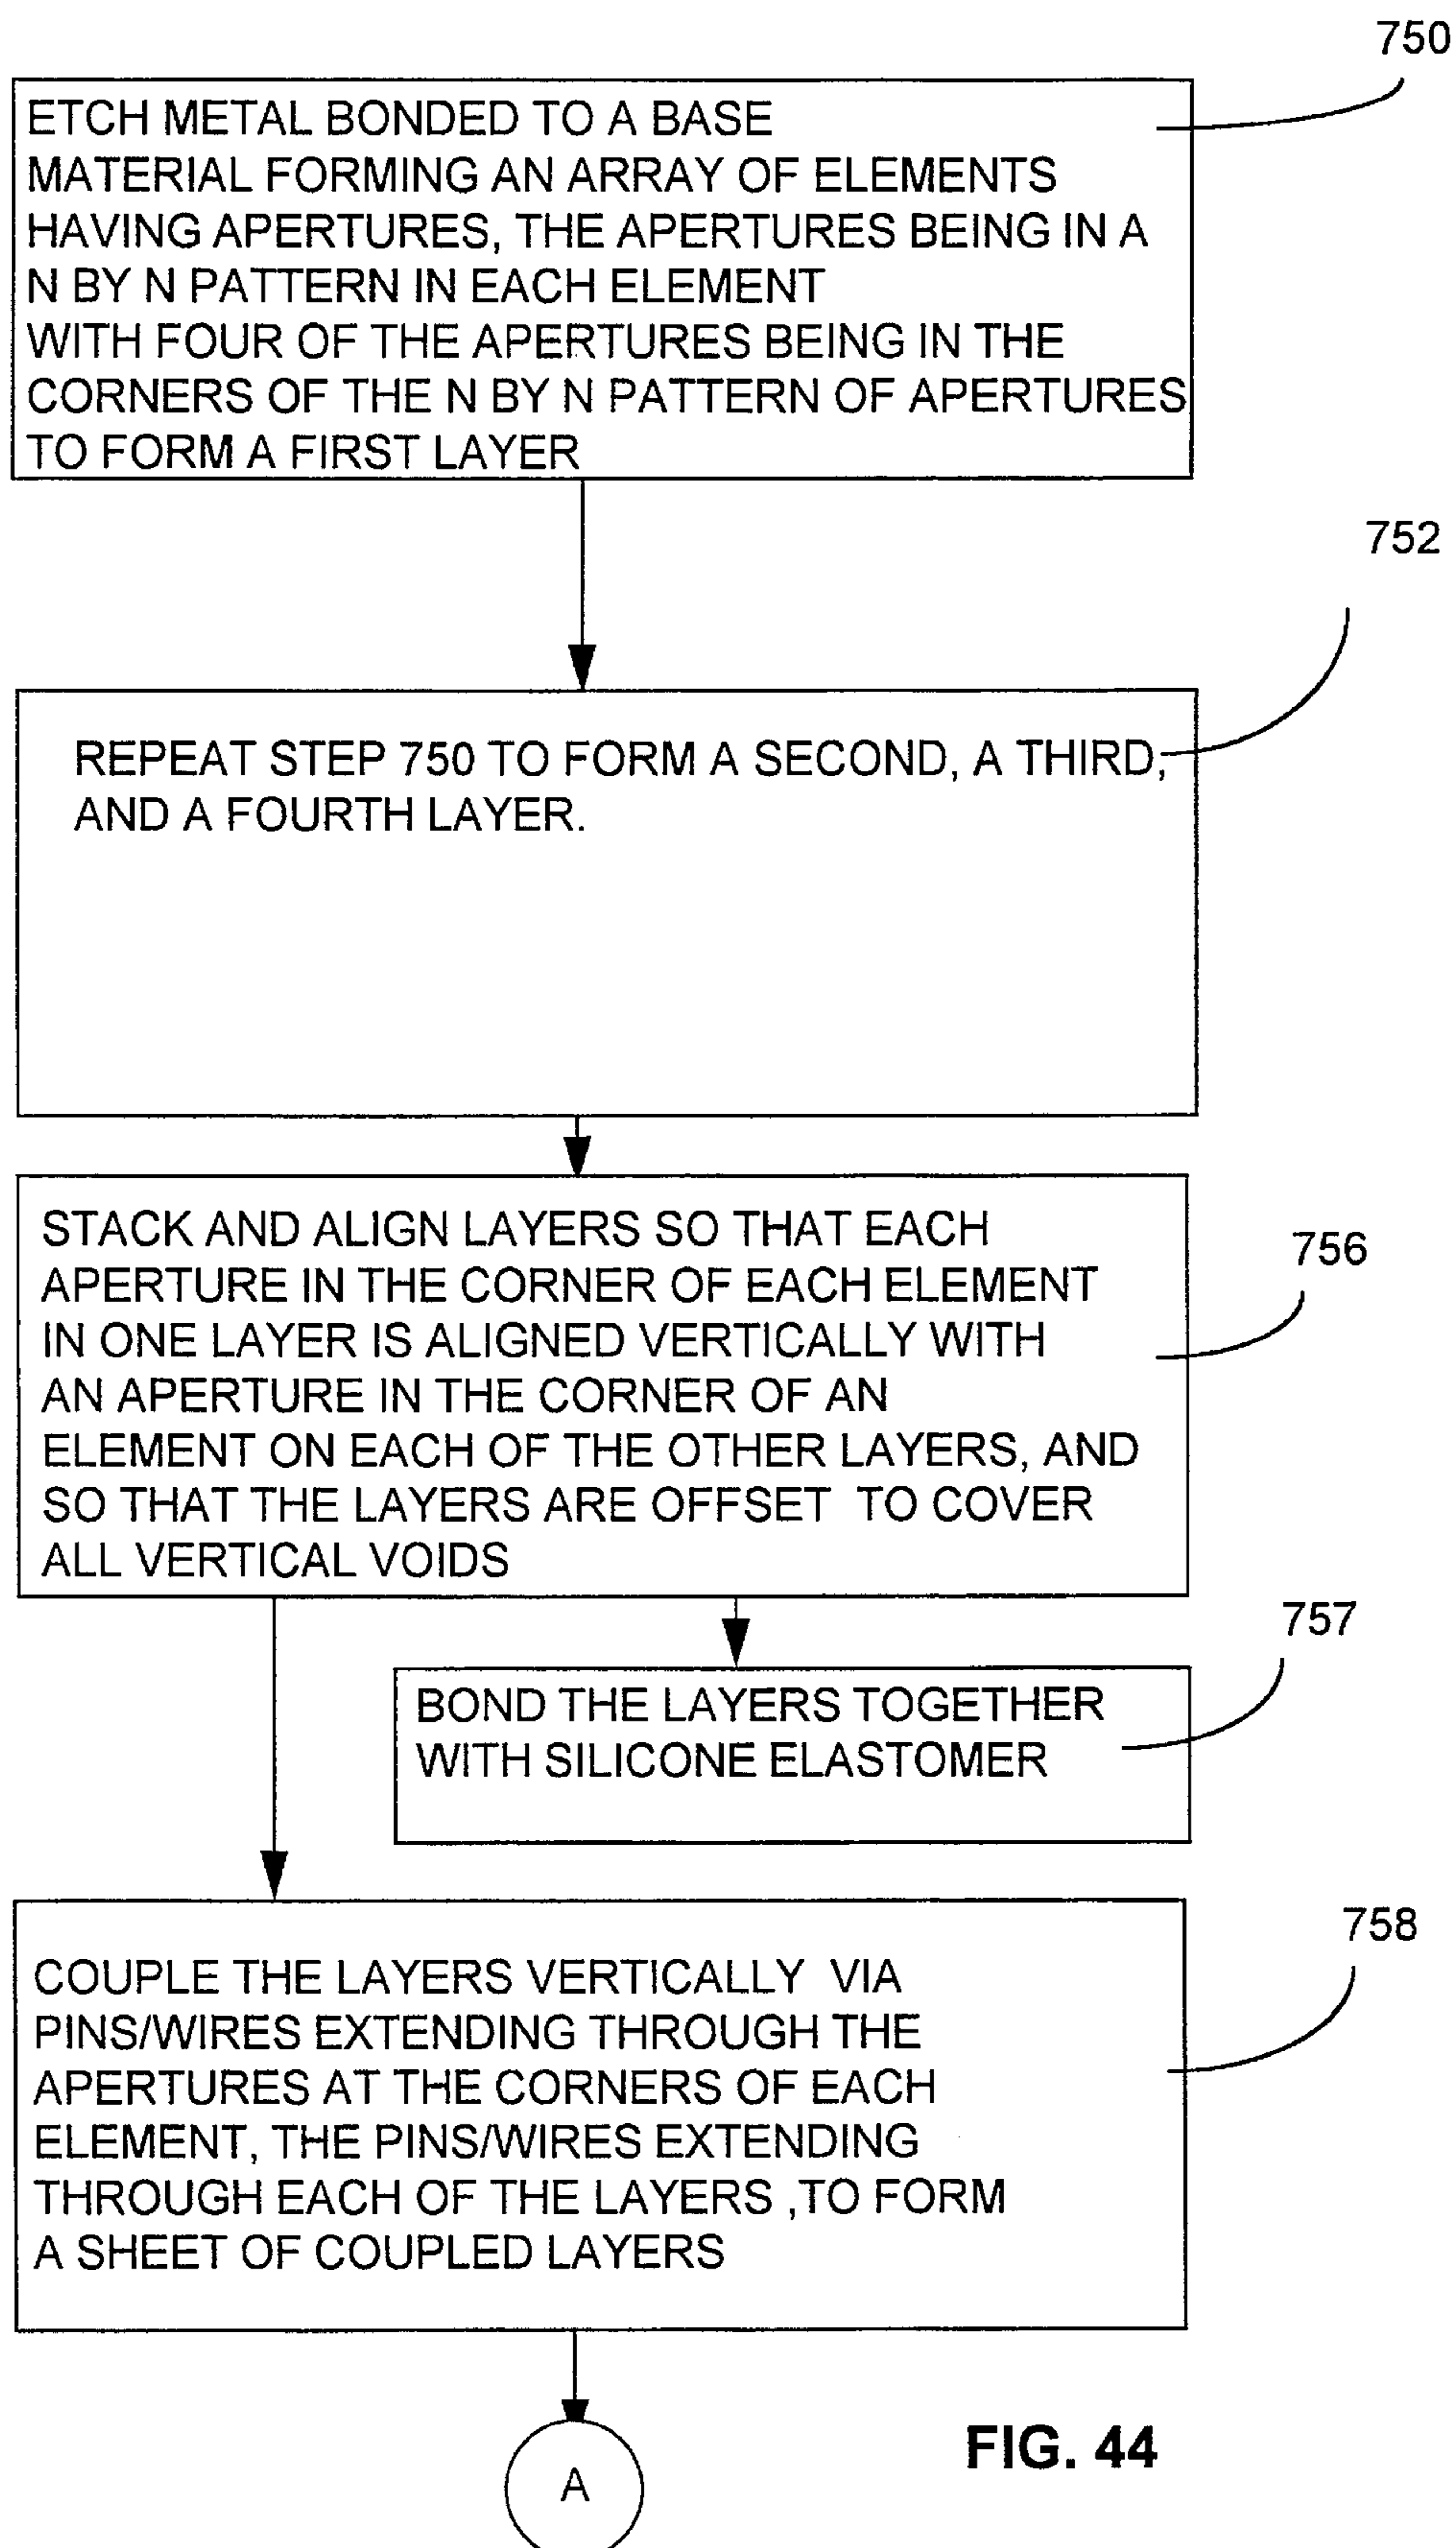 750
ETCH METAL BONDED TO A BASE
MATERIAL FORMING AN ARRAY OF ELEMENTS
HAVING APERTURES, THE APERTURES BEING IN A
N BY N PATTERN IN EACH ELEMENT
WITH FOUR OF THE APERTURES BEING IN THE
CORNERS OF THE N BY N PATTERN OF APERTURES
TO FORM A FIRST LAYER
752
REPEAT STEP 750 TO FORM A SECOND, A THIRD,
AND A FOURTH LAYER.
756
STACK AND ALIGN LAYERS SO THAT EACH
APERTURE IN THE CORNER OF EACH ELEMENT
IN ONE LAYER IS ALIGNED VERTICALLY WITH
AN APERTURE IN THE CORNER OF AN
ELEMENT ON EACH OF THE OTHER LAYERS, AND
SO THAT THE LAYERS ARE OFFSET TO COVER
ALL VERTICAL VOIDS
757
BOND THE LAYERS TOGETHER
WITH SILICONE ELASTOMER
758
COUPLE THE LAYERS VERTICALLY VIA
PINS/WIRES EXTENDING THROUGH THE
APERTURES AT THE CORNERS OF EACH
ELEMENT, THE PINS/WIRES EXTENDING
THROUGH EACH OF THE LAYERS ,TO FORM
A SHEET OF COUPLED LAYERS
FIG. 44
A